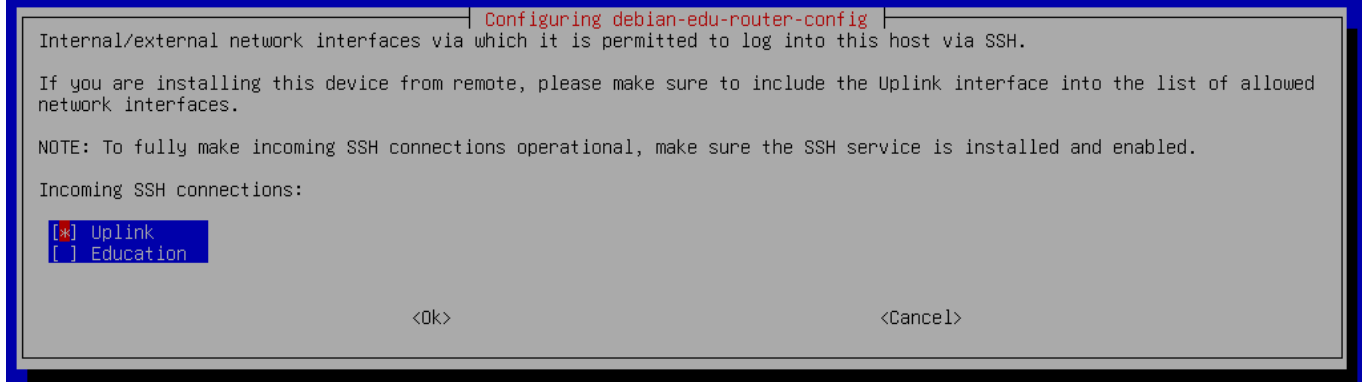 Configuring debian-edu-router-config
Internal/external network interfaces via which it is permitted to log into this host via SSH.
If you are installing this device from remote, please make sure to include the Uplink interface into the list of allowed
network interfaces.
NOTE: To fully make incoming SSH connections operational, make sure the SSH service is installed and enabled.
Incoming SSH connections:
[*] Uplink
[ ] Education
<Ok> <Cancel>